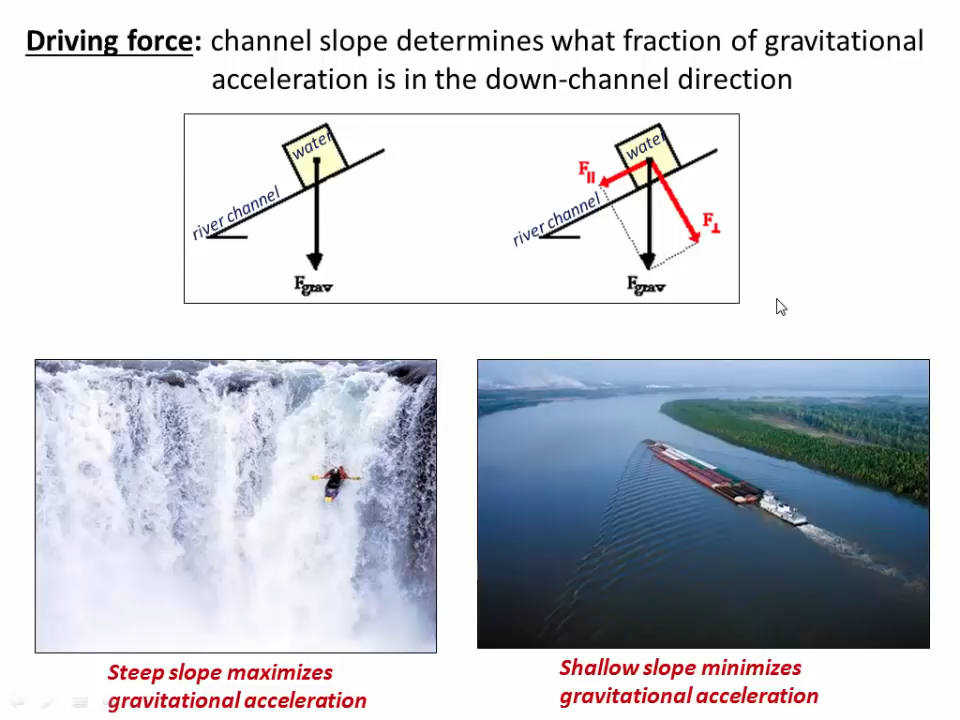 Driving force: channel slope determines what fraction of gravitational
acceleration is in the down-channel direction
water
river channel
Fgrav
water
F||
river channel
F⊥
Fgrav
Steep slope maximizes
gravitational acceleration
Shallow slope minimizes
gravitational acceleration